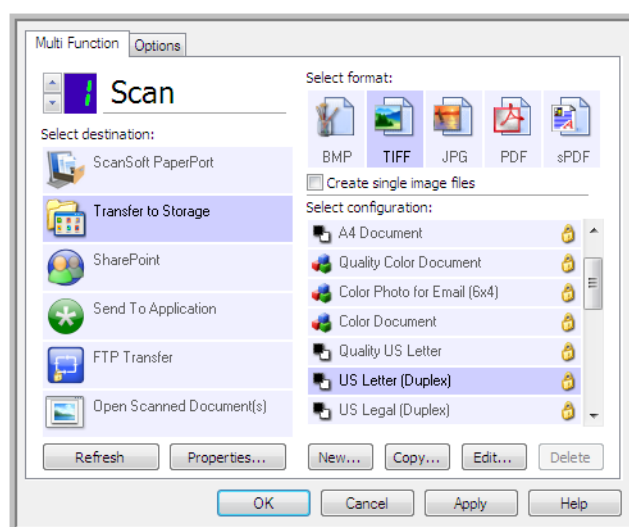 Multi Function
Options
1 Scan
Select destination:
ScanSoft PaperPort
Transfer to Storage
SharePoint
Send To Application
FTP Transfer
Open Scanned Document(s)
Refresh
Properties...
Select format:
BMP TIFF JPG PDF sPDF
Create single image files
Select configuration:
A4 Document
Quality Color Document
Color Photo for Email (6x4)
Color Document
Quality US Letter
US Letter (Duplex)
US Legal (Duplex)
New... Copy... Edit... Delete
OK Cancel Apply Help